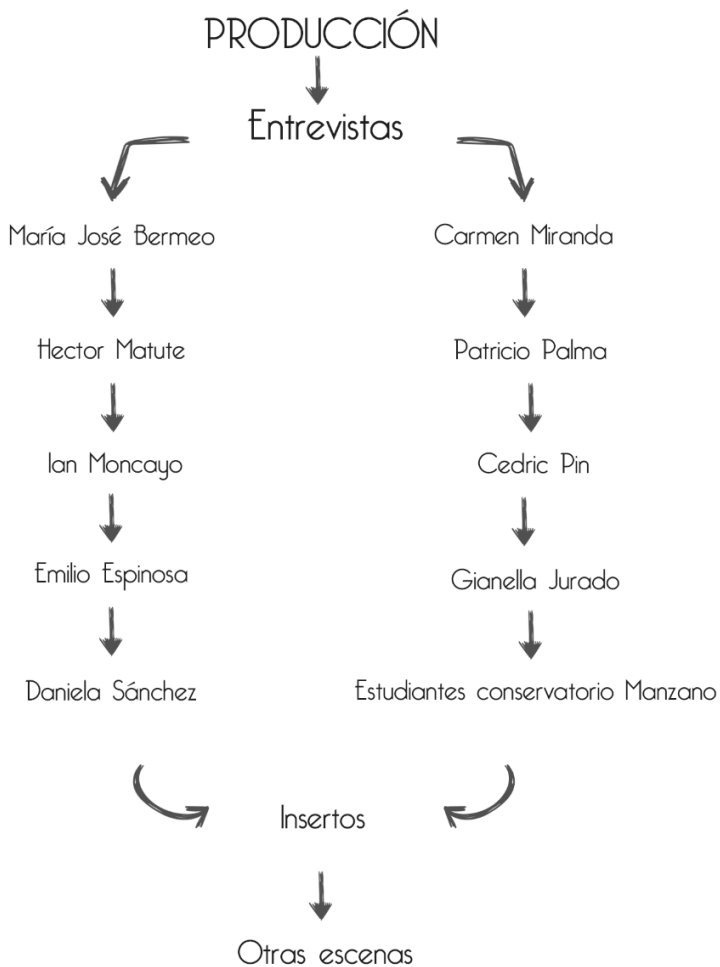 PRODUCCIÓN
Entrevistas
María José Bermeo
Hector Matute
Ian Moncayo
Emilio Espinosa
Daniela Sánchez
Carmen Miranda
Patricio Palma
Cedric Pin
Gianella Jurado
Estudiantes conservatorio Manzano
Insertos
Otras escenas